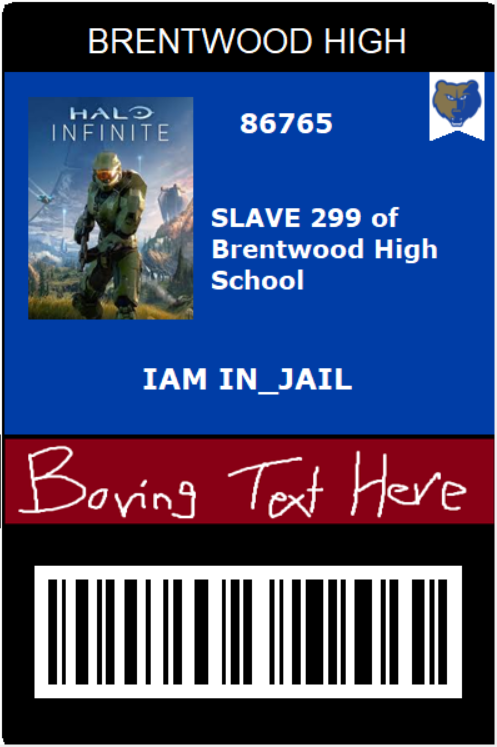 BRENTWOOD HIGH
HALO
INFINITE
86765
SLAVE 299 of
Brentwood High
School
IAM IN_JAIL
Boring Text Here